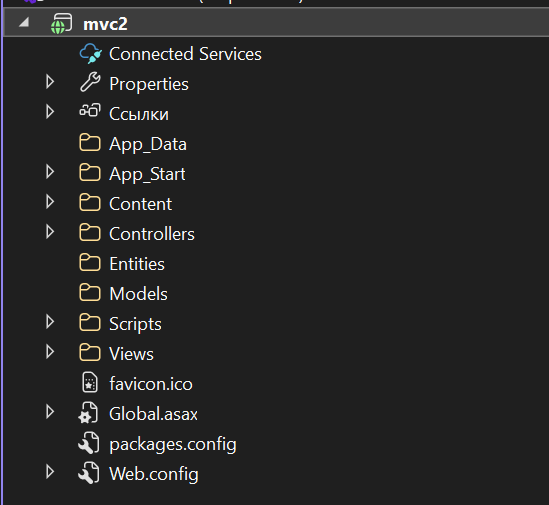 mvc2
Connected Services
Properties
Ссылки
App_Data
App_Start
Content
Controllers
Entities
Models
Scripts
Views
favicon.ico
Global.asax
packages.config
Web.config